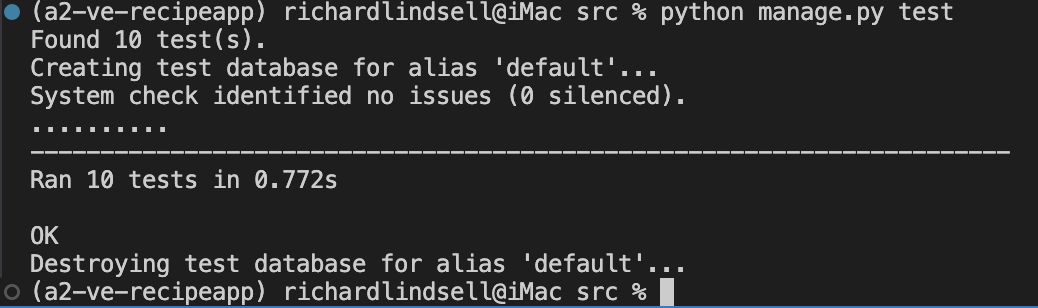 (a2-ve-recipeapp) richardlindsell@iMac src % python manage.py test
Found 10 test(s).
Creating test database for alias 'default'...
System check identified no issues (0 silenced).
..........
----------------------------------------------------------------------
Ran 10 tests in 0.772s
OK
Destroying test database for alias 'default'...
(a2-ve-recipeapp) richardlindsell@iMac src %